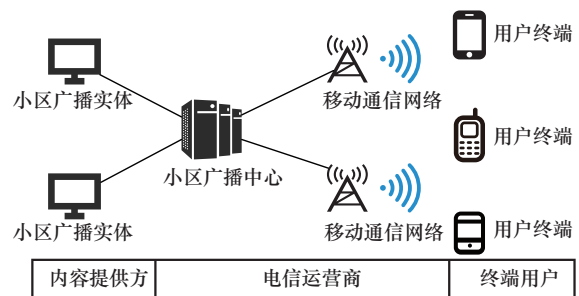 用户终端
小区广播实体
移动通信网络
用户终端
小区广播中心
小区广播实体
移动通信网络
用户终端
内容提供方
电信运营商
终端用户